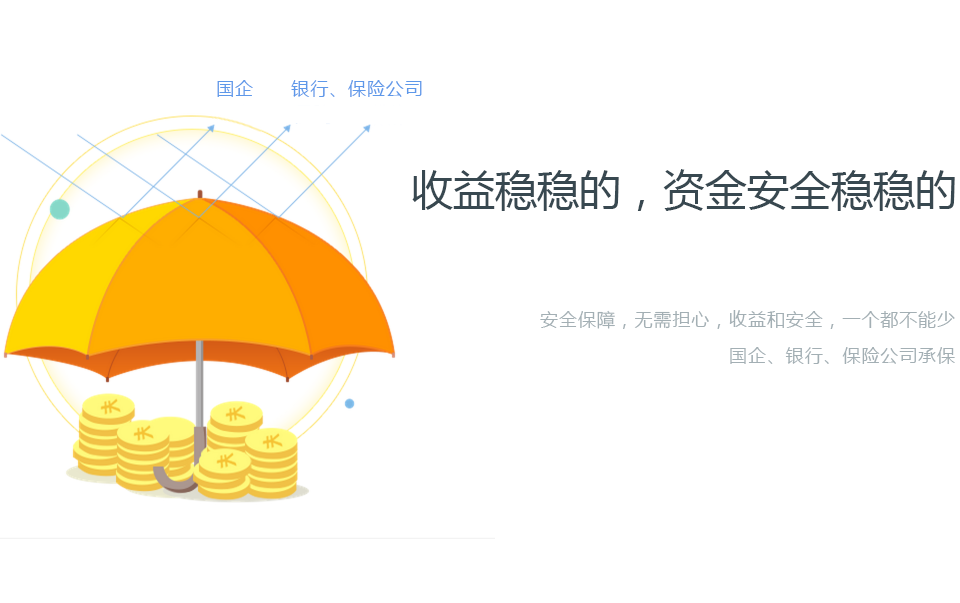 国企 银行、保险公司
收益稳稳的，资金安全稳稳的
安全保障，无需担心，收益和安全，一个都不能少
国企、银行、保险公司承保